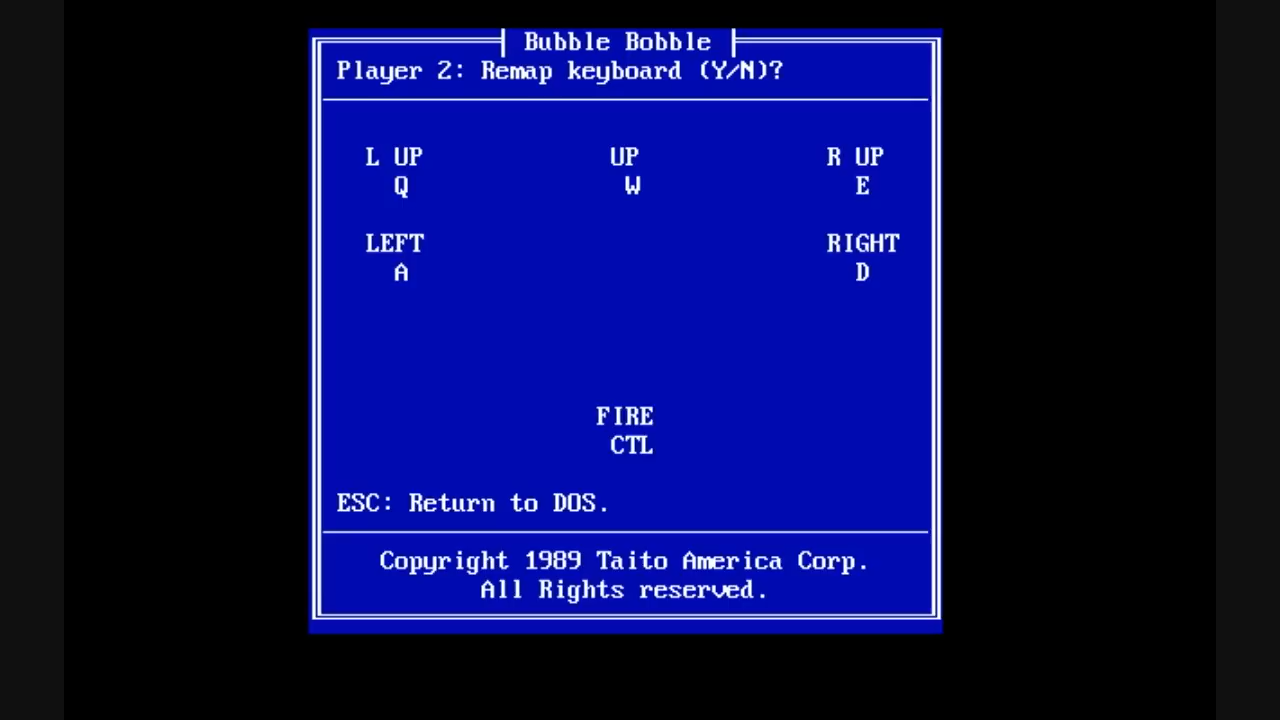 Bubble Bobble
Player 2: Remap keyboard (Y/N)?
L UP UP R UP
Q W E
LEFT RIGHT
A D
FIRE
CTL
ESC: Return to DOS.
Copyright 1989 Taito America Corp.
All Rights reserved.